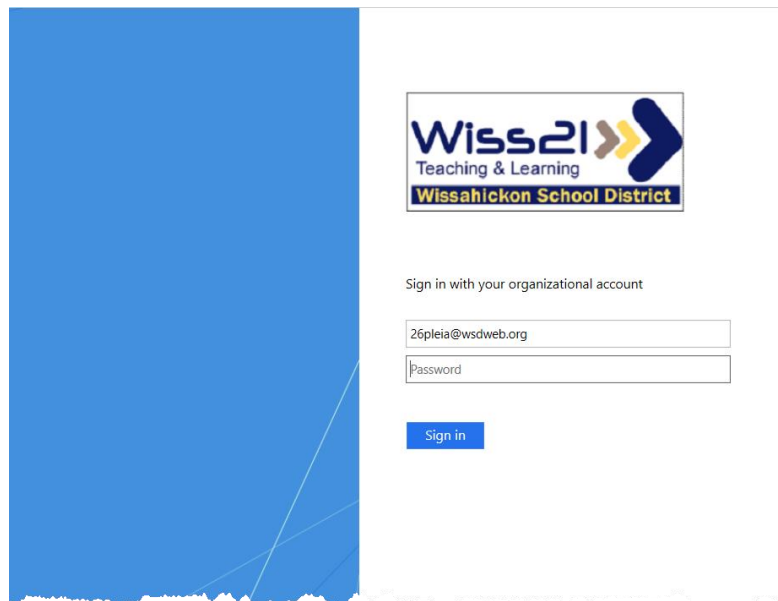 Wiss21
Teaching & Learning
Wissahickon School District
Sign in with your organizational account
26pleia@wsdweb.org
Password
Sign in